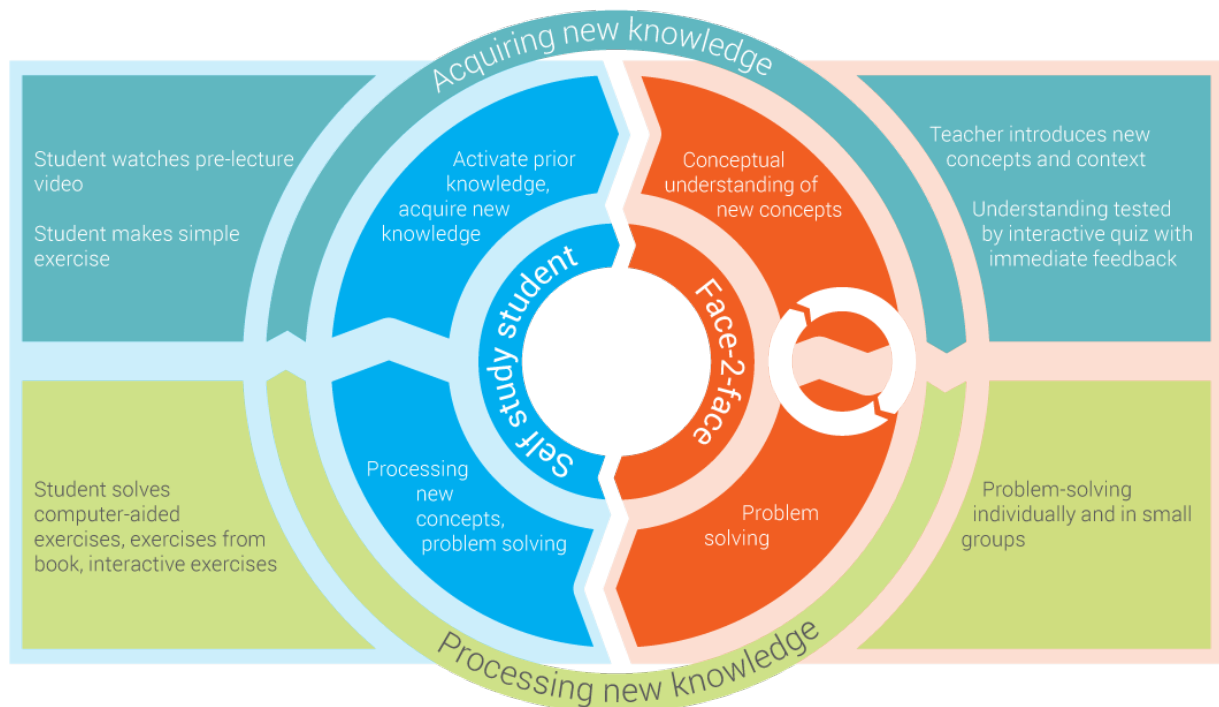 Acquiring new knowledge
Student watches pre-lecture
video
Student makes simple
exercise
Activate prior
knowledge,
acquire new
knowledge
Conceptual
understanding of
new concepts
Teacher introduces new
concepts and context
Understanding tested
by interactive quiz with
immediate feedback
Self study student
Face-2-face
Student solves
computer-aided
exercises, exercises from
book, interactive exercises
Processing
new
concepts,
problem solving
Problem
solving
Problem-solving
individually and in small
groups
Processing new knowledge